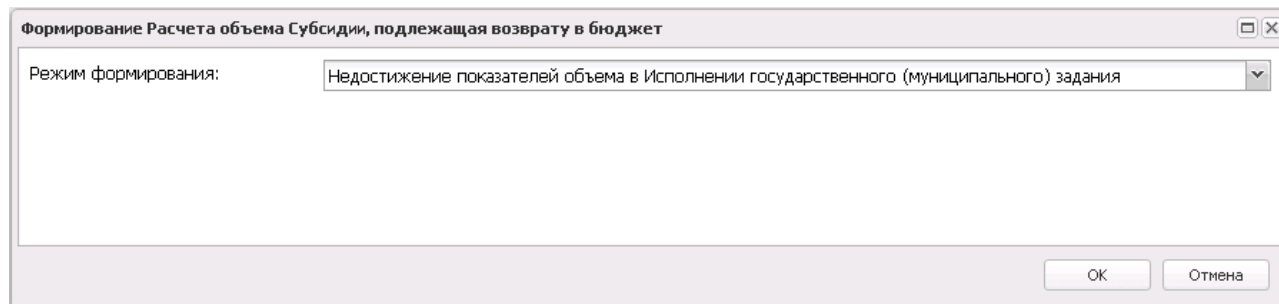 Формирование Расчета объема Субсидии, подлежащая возврату в бюджет
Режим формирования: Недостижение показателей объема в Исполнении государственного (муниципального) задания
ОК Отмена